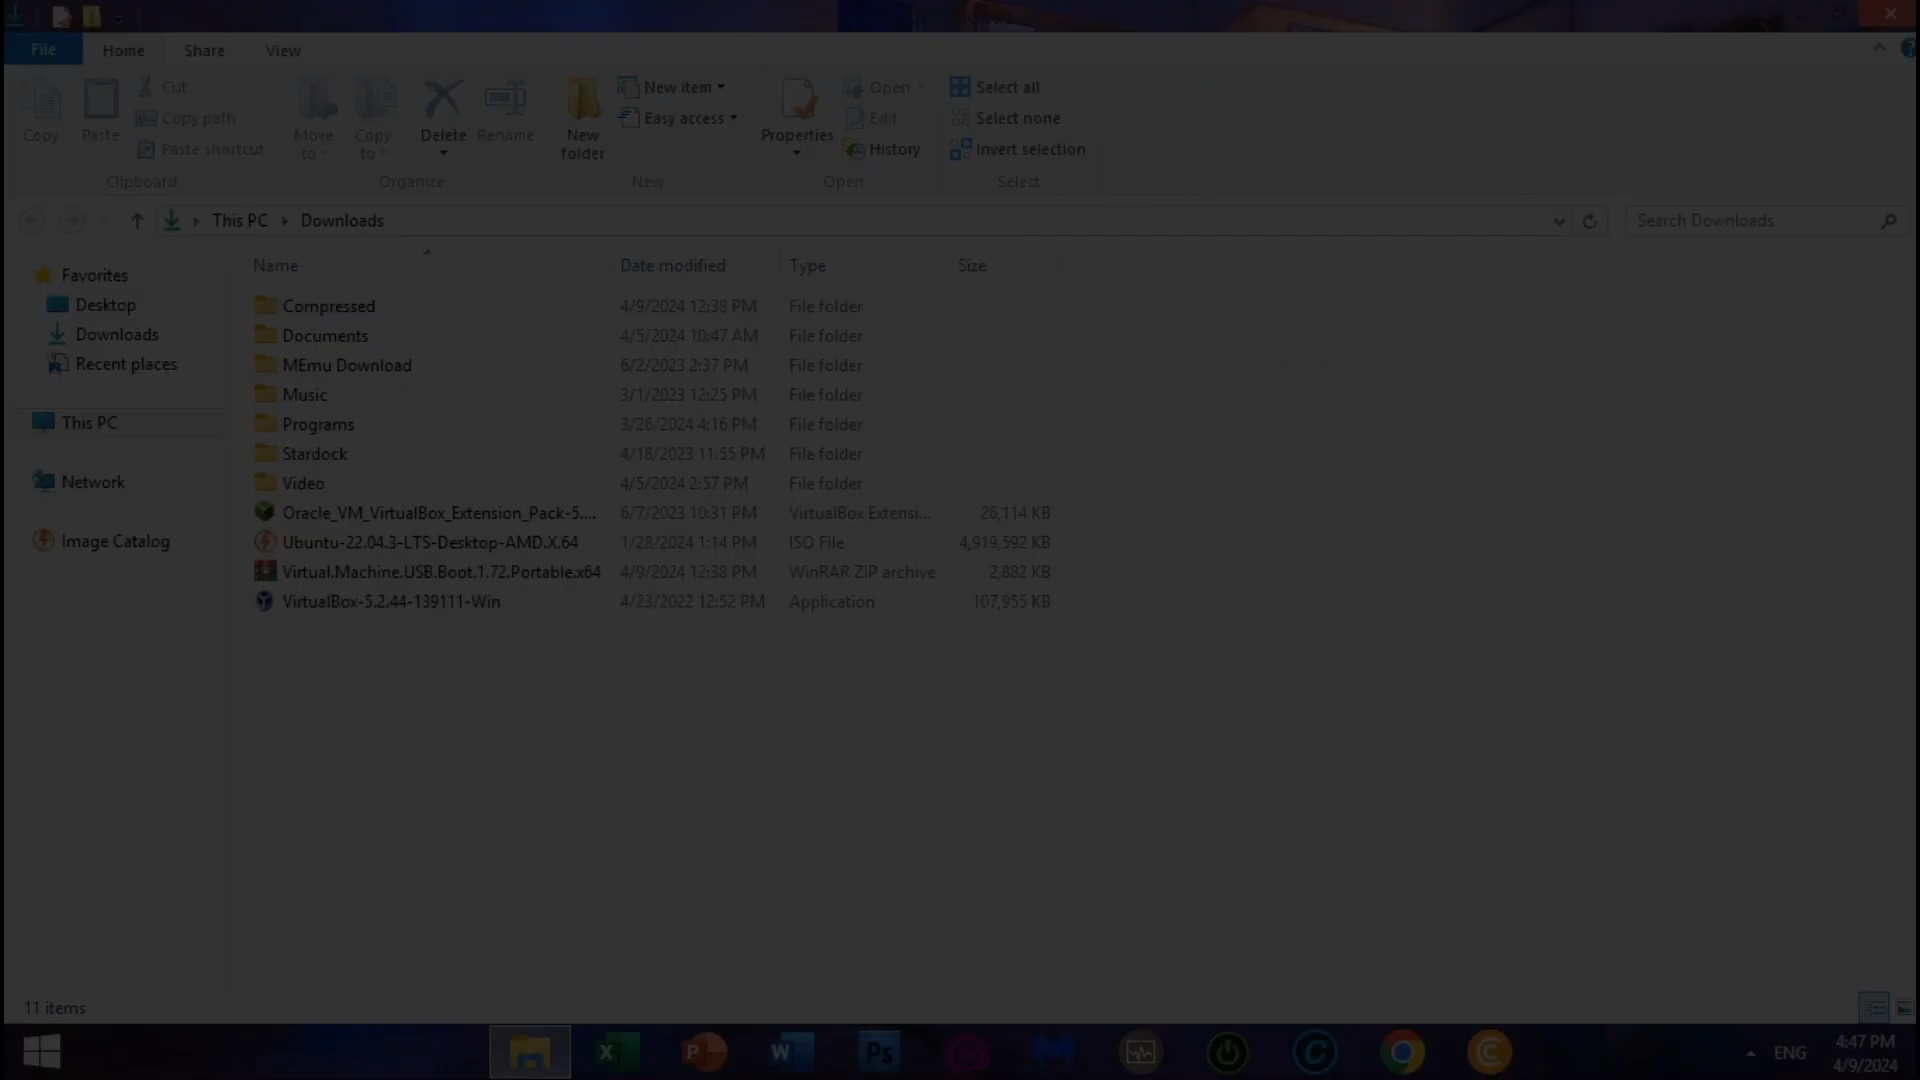 File Home Share View
Copy Paste Cut Copy path Paste shortcut Move to Copy to Delete Rename New folder New item Easy access Properties Open Edit History Select all Select none Invert selection
Clipboard Organize New Open Select
This PC Downloads Search Downloads
Favorites
Desktop
Downloads
Recent places
This PC
Network
Image Catalog
Name Date modified Type Size
Compressed 4/9/2024 12:38 PM File folder
Documents 4/5/2024 10:47 AM File folder
MEmu Download 6/2/2023 2:37 PM File folder
Music 3/1/2023 12:25 PM File folder
Programs 3/26/2024 4:16 PM File folder
Stardock 4/18/2023 11:55 PM File folder
Video 4/5/2024 2:57 PM File folder
Oracle_VM_VirtualBox_Extension_Pack-5.... 6/7/2023 10:31 PM VirtualBox Extensi... 26,114 KB
Ubuntu-22.04.3-LTS-Desktop-AMD.X.64 1/28/2024 1:14 PM ISO File 4,919,592 KB
Virtual.Machine.USB.Boot.1.72.Portable.x64 4/9/2024 12:38 PM WinRAR ZIP archive 2,882 KB
VirtualBox-5.2.44-139111-Win 4/23/2022 12:52 PM Application 107,955 KB
11 items
X P W Ps C C ENG 4:47 PM
4/9/2024